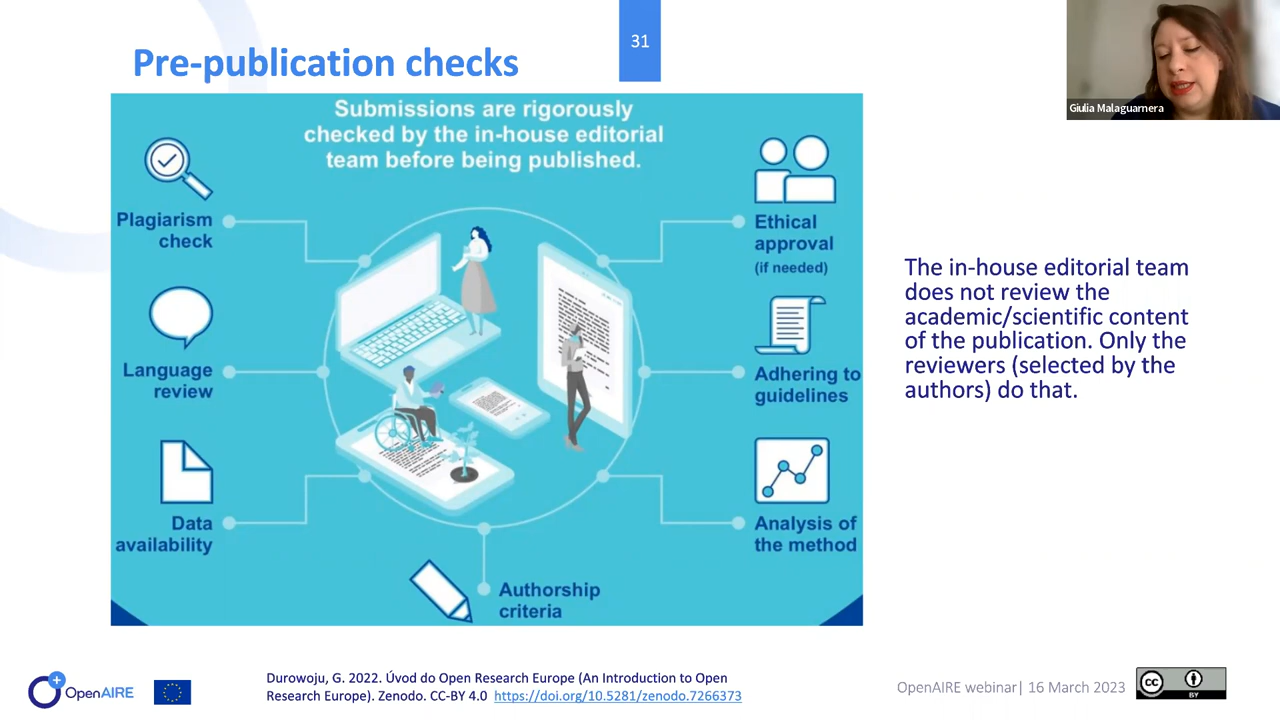 31
Pre-publication checks
Giulia Malaguarnera
Submissions are rigorously
checked by the in-house editorial
team before being published.
Plagiarism
check
Language
review
Data
availability
Authorship
criteria
Ethical
approval
(if needed)
Adhering to
guidelines
Analysis of
the method
The in-house editorial team
does not review the
academic/scientific content
of the publication. Only the
reviewers (selected by the
authors) do that.
OpenAIRE
Durowoju, G. 2022. Úvod do Open Research Europe (An Introduction to Open
Research Europe). Zenodo. CC-BY 4.0 https://doi.org/10.5281/zenodo.7266373
OpenAIRE webinar| 16 March 2023
CC
BY